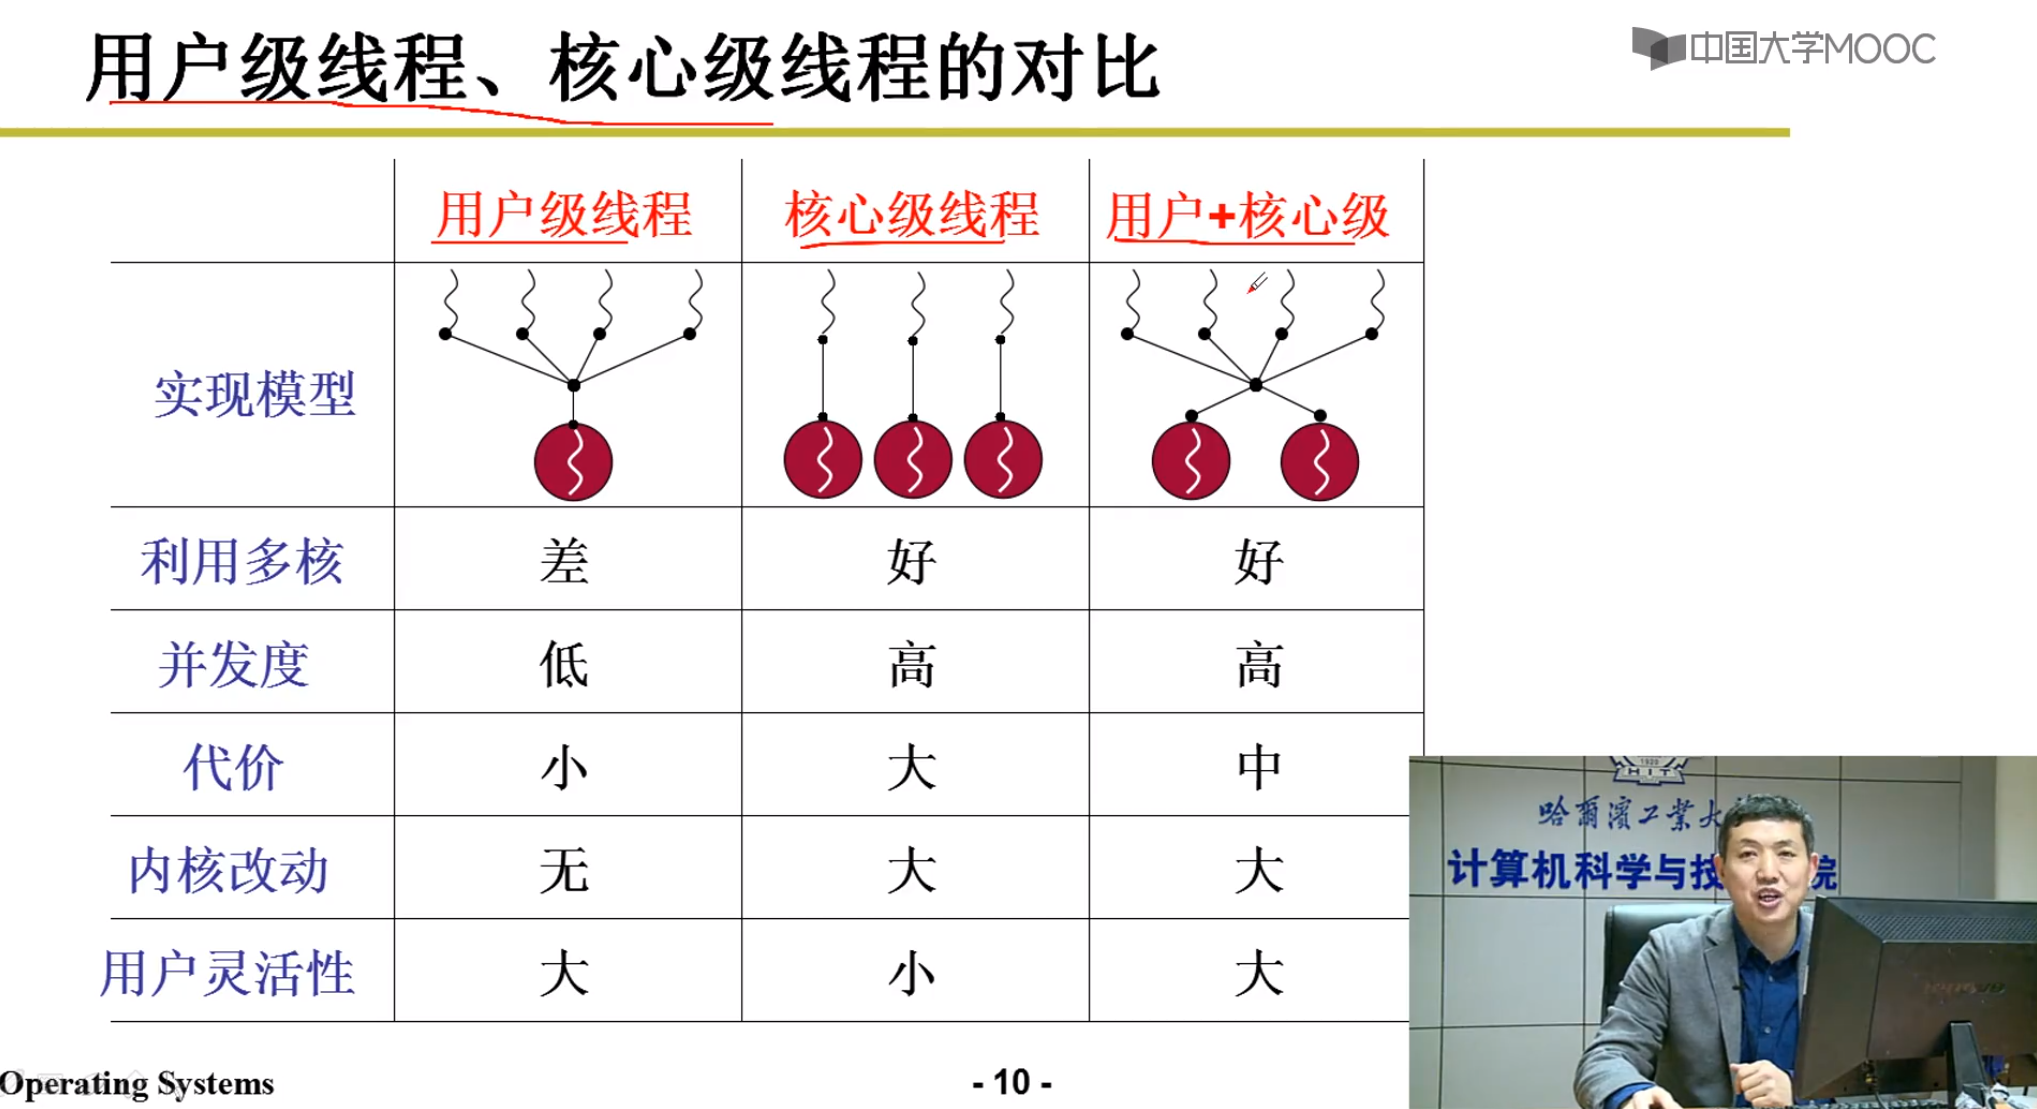 用户级线程、核心级线程的对比
中国大学MOOC
用户级线程 核心级线程 用户+核心级
实现模型
利用多核 差 好 好
并发度 低 高 高
代价 小 大 中
内核改动 无 大 大
用户灵活性 大 小 大
1920
HIT
哈爾濱工業大
计算机科学与技 院
Operating Systems
- 10 -